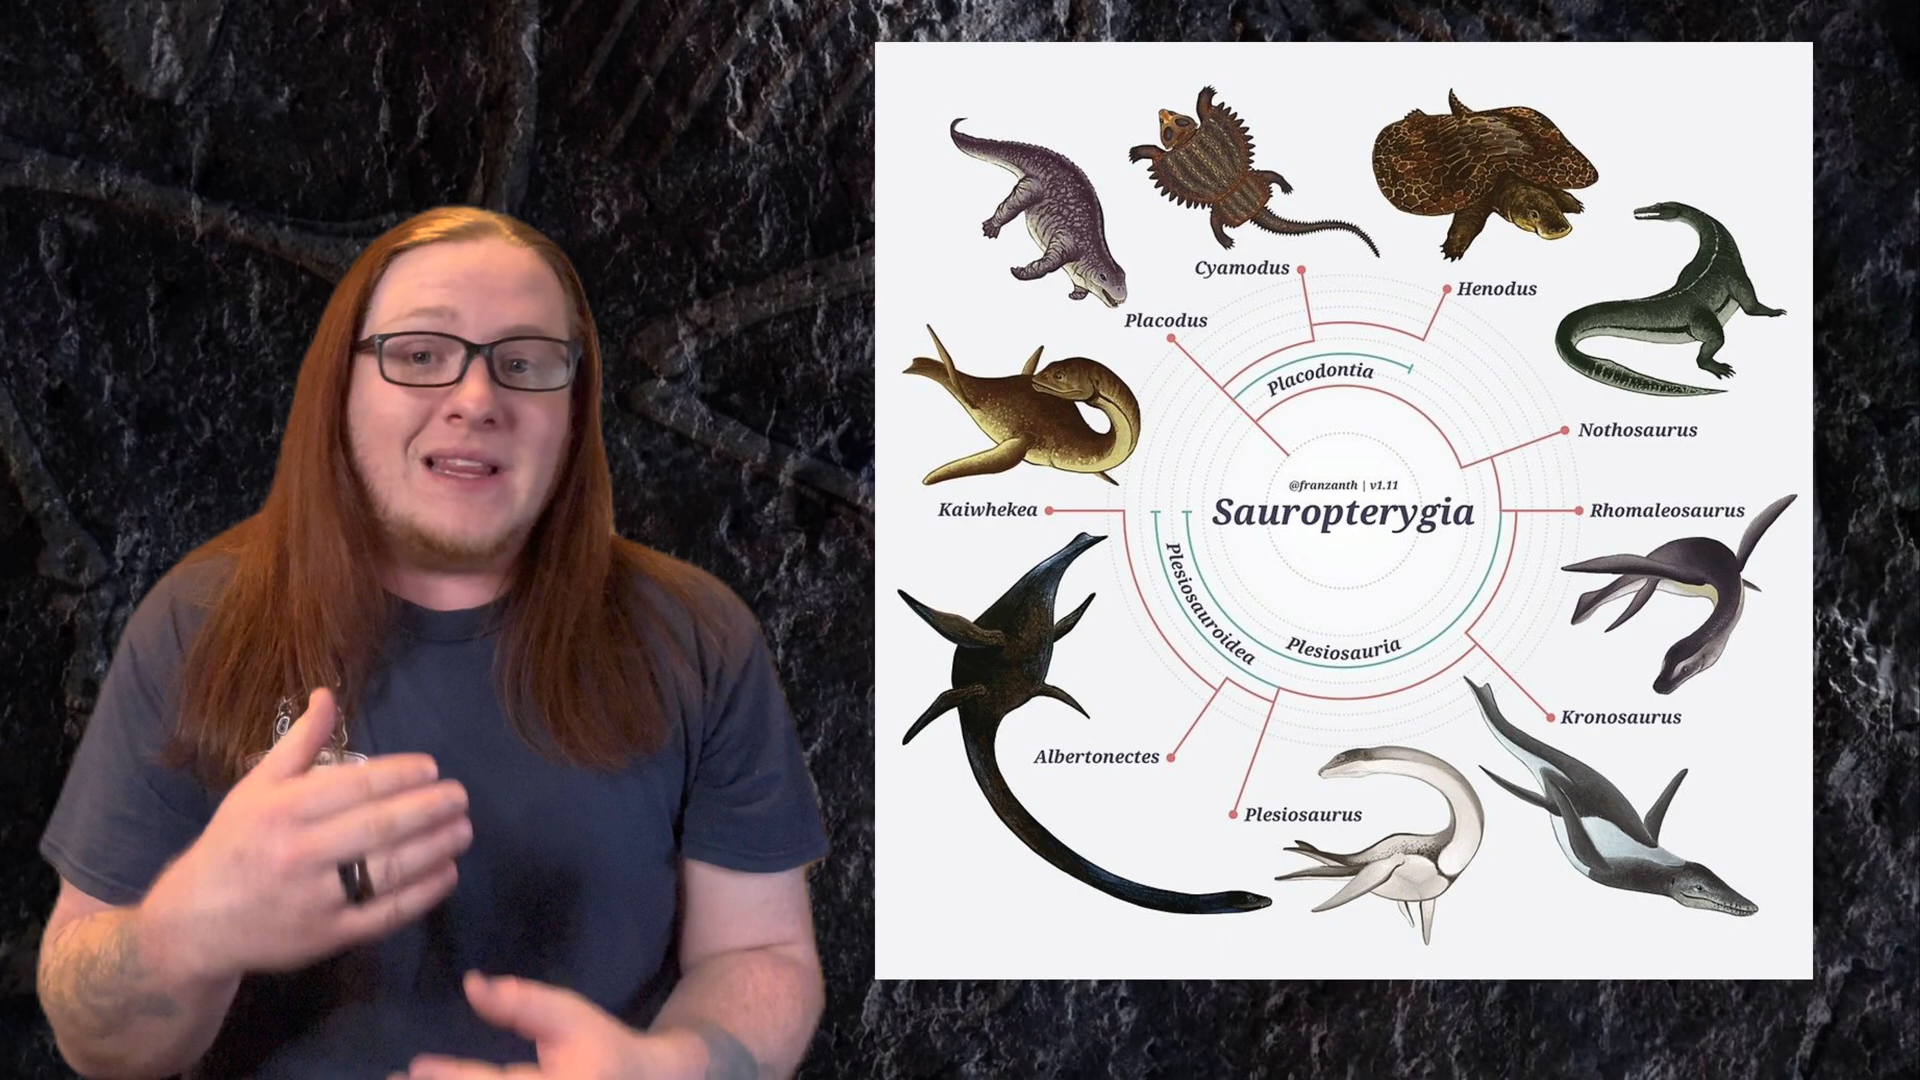 Cyamodus
Henodus
Placodus
Placodontia
Nothosaurus
@franzanth | v1.11
Sauropterygia
Kaiwhekea
Rhomaleosaurus
Plesiosauroidea
Plesiosauria
Kronosaurus
Albertonectes
Plesiosaurus